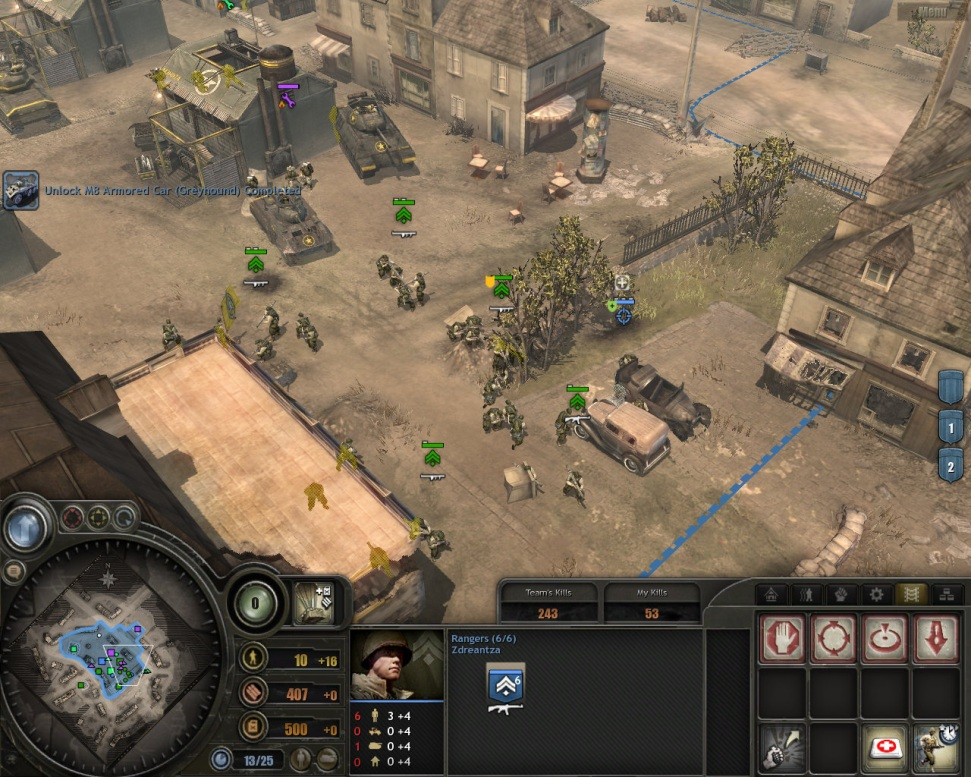 Menu
Unlock M8 Armored Car (Greyhound) Completed
1
2
N
0
Team's Kills
243
My Kills
53
10 +16
407 +0
500 +0
13/25
Rangers (6/6)
Zdreantza
6
6 3 +4
0 0 +4
1 0 +4
0 0 +4